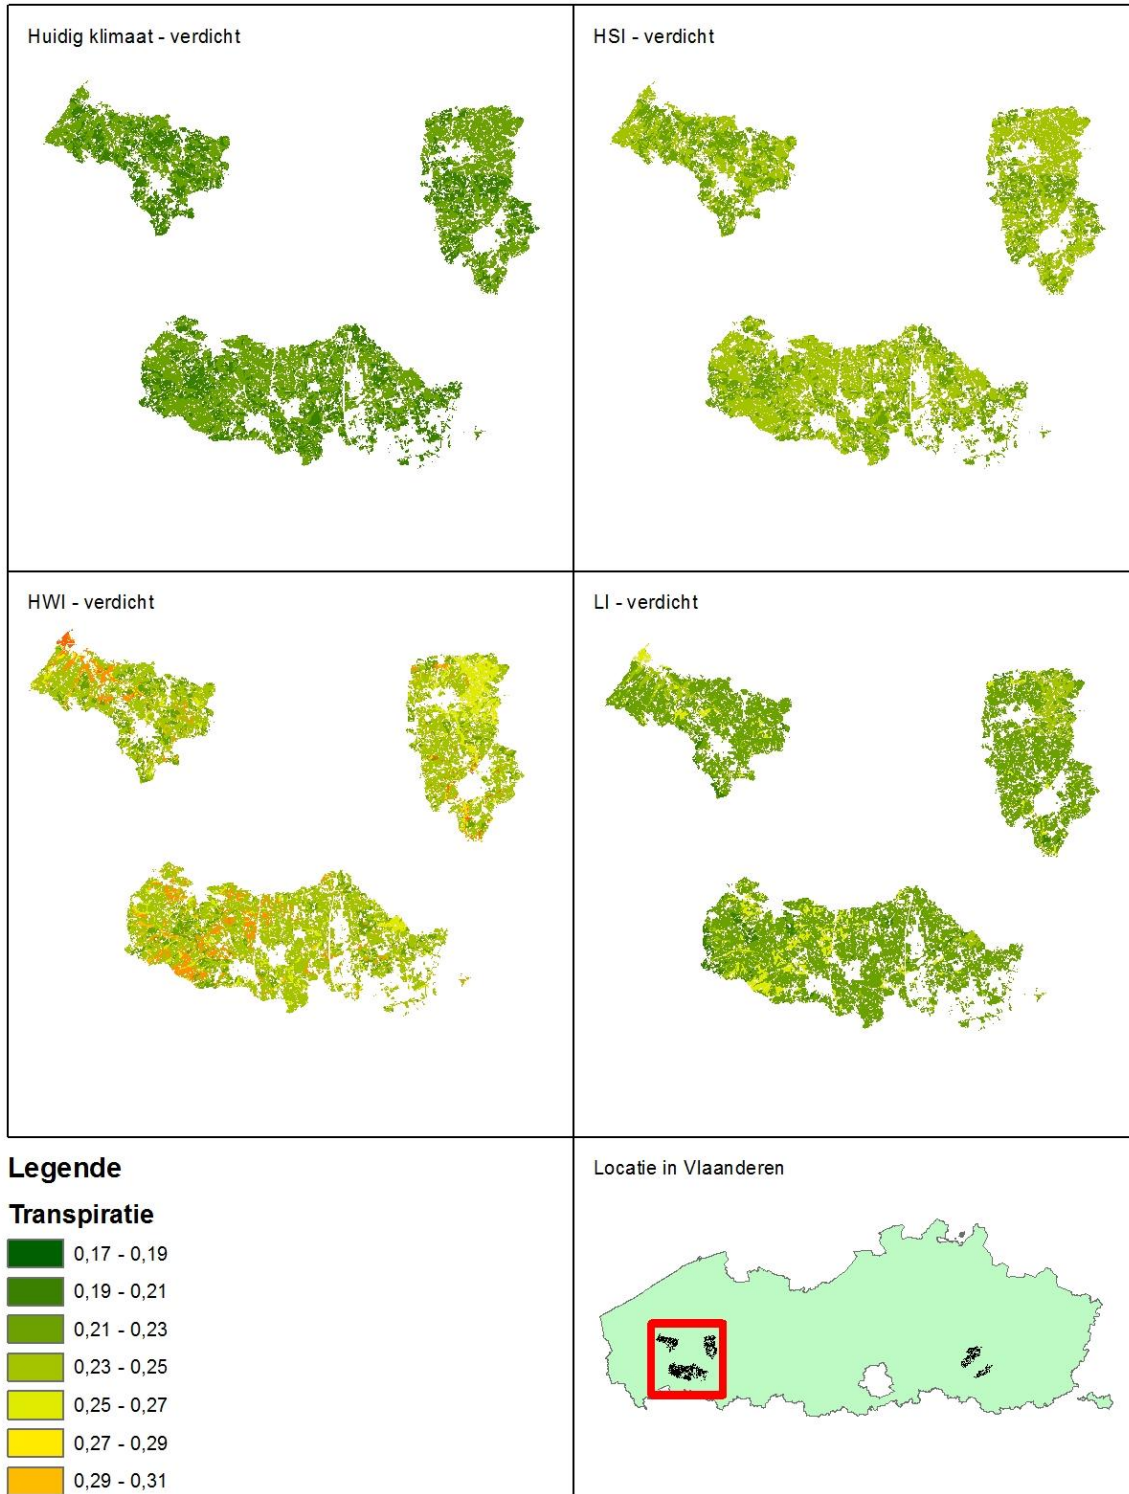 Huidig klimaat - verdicht
HSI - verdicht
HWI - verdicht
LI - verdicht
Legende
Transpiratie
0,17 - 0,19
0,19 - 0,21
0,21 - 0,23
0,23 - 0,25
0,25 - 0,27
0,27 - 0,29
0,29 - 0,31
Locatie in Vlaanderen